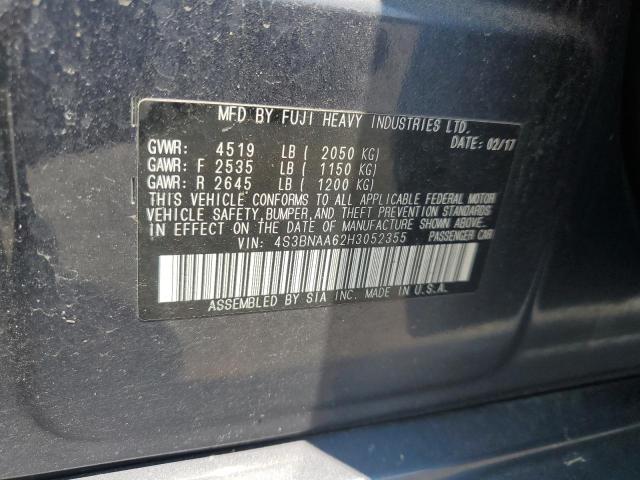 MFD BY FUJI HEAVY INDUSTRIES LTD.
DATE: 02/17
GVWR: 4519 LB ( 2050 KG)
GAWR: F 2535 LB ( 1150 KG)
GAWR: R 2645 LB ( 1200 KG)
THIS VEHICLE CONFORMS TO ALL APPLICABLE FEDERAL MOTOR
VEHICLE SAFETY, BUMPER, AND THEFT PREVENTION STANDARDS
IN EFFECT ON THE DATE OF MANUFACTURE SHOWN ABOVE.
VIN: 4S3BNAA62H3052355 PASSENGER CAR
ASSEMBLED BY SIA INC. MADE IN U.S.A.